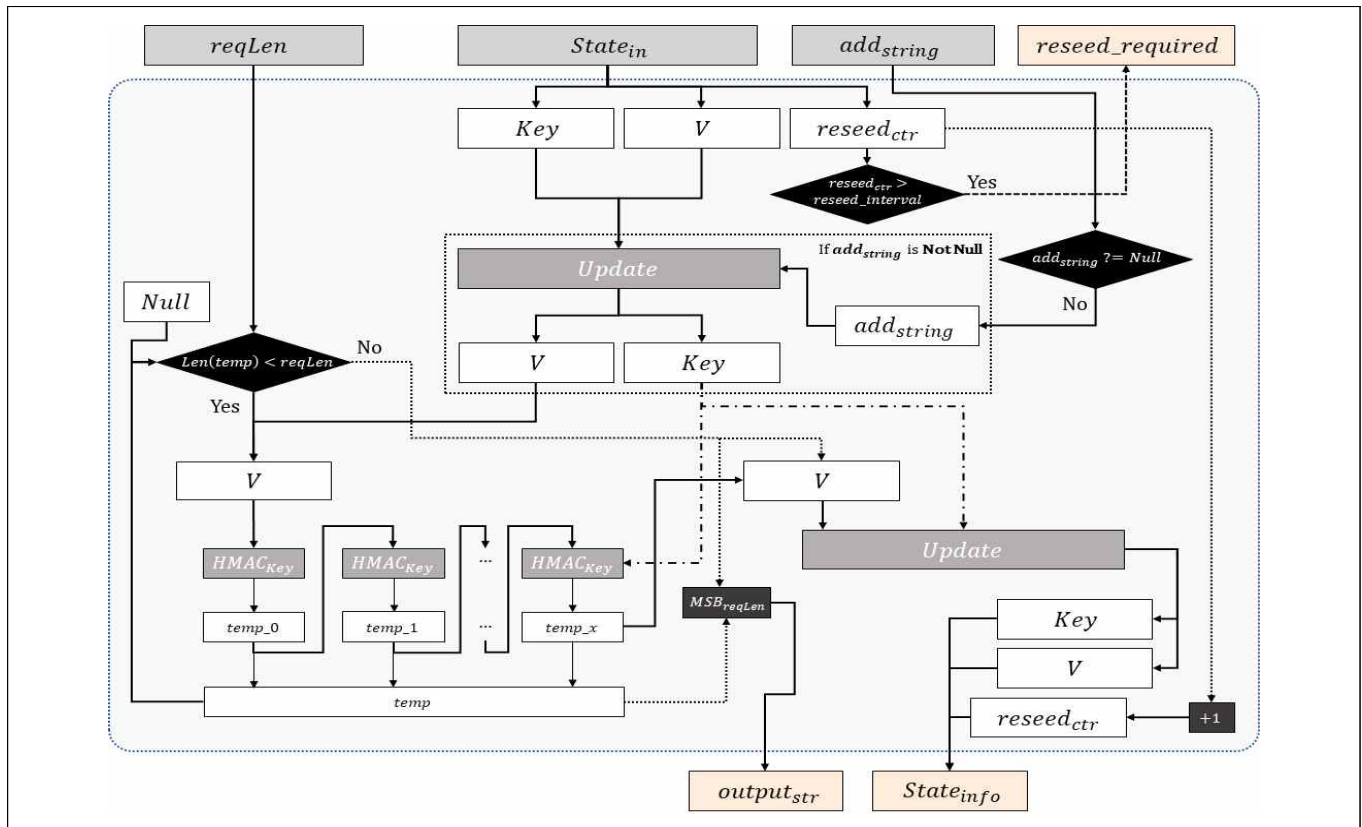 reqLen
State_in
add_string
reseed_required
Key
V
reseed_ctr
reseed_ctr >
reseed_interval
Yes
If add_string is Not Null
Update
add_string ?= Null
Null
add_string
No
Len(temp) < reqLen
No
V
Key
Yes
V
V
HMAC_Key
HMAC_Key
...
HMAC_Key
Update
MSB_reqLen
temp_0
temp_1
...
temp_x
Key
V
temp
reseed_ctr
+1
output_str
State_info